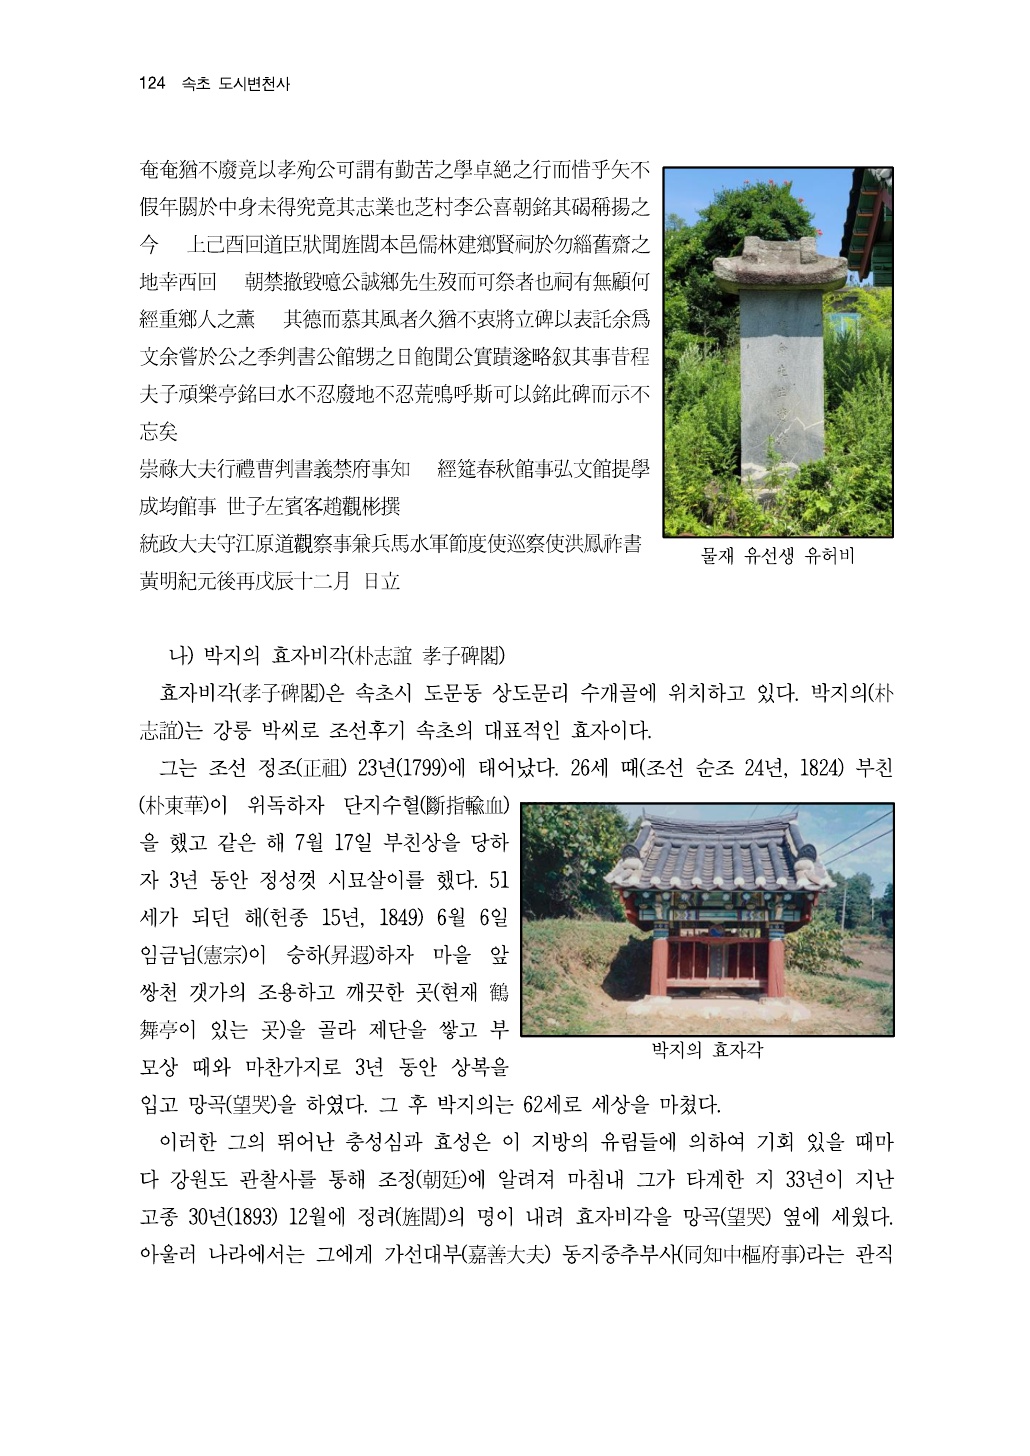 124 속초 도시변천사
奄奄猶不廢竟以孝殉公可謂有勤苦之學卓絶之行而惜乎矢不
假年閼於中身未得究竟其志業也芝村李公喜朝銘其碣稱揚之
今 上己酉回道臣狀聞旌閭本邑儒林建鄕賢祠於勿緇舊齋之
地幸西回 朝禁撤毁噫公誠鄕先生歿而可祭者也祠有無顧何
經重鄕人之薰 其德而慕其風者久猶不衷將立碑以表託余爲
文余嘗於公之季判書公館甥之日飽聞公實蹟遂略叙其事昔程
夫子頑樂亭銘曰水不忍廢地不忍荒嗚呼斯可以銘此碑而示不
忘矣
崇祿大夫行禮曹判書義禁府事知 經筵春秋館事弘文館提學
成均館事 世子左賓客趙觀彬撰
統政大夫守江原道觀察事兼兵馬水軍節度使巡察使洪鳳祚書
黃明紀元後再戊辰十二月 日立
물재 유선생 유허비
나) 박지의 효자비각(朴志誼 孝子碑閣)
효자비각(孝子碑閣)은 속초시 도문동 상도문리 수개골에 위치하고 있다. 박지의(朴
志誼)는 강릉 박씨로 조선후기 속초의 대표적인 효자이다.
그는 조선 정조(正祖) 23년(1799)에 태어났다. 26세 때(조선 순조 24년, 1824) 부친
(朴東華)이 위독하자 단지수혈(斷指輸血)
을 했고 같은 해 7월 17일 부친상을 당하
자 3년 동안 정성껏 시묘살이를 했다. 51
세가 되던 해(헌종 15년, 1849) 6월 6일
임금님(憲宗)이 승하(昇遐)하자 마을 앞
쌍천 갯가의 조용하고 깨끗한 곳(현재 鶴
舞亭이 있는 곳)을 골라 제단을 쌓고 부
모상 때와 마찬가지로 3년 동안 상복을
입고 망곡(望哭)을 하였다. 그 후 박지의는 62세로 세상을 마쳤다.
박지의 효자각
이러한 그의 뛰어난 충성심과 효성은 이 지방의 유림들에 의하여 기회 있을 때마
다 강원도 관찰사를 통해 조정(朝廷)에 알려져 마침내 그가 타계한 지 33년이 지난
고종 30년(1893) 12월에 정려(旌閭)의 명이 내려 효자비각을 망곡(望哭) 옆에 세웠다.
아울러 나라에서는 그에게 가선대부(嘉善大夫) 동지중추부사(同知中樞府事)라는 관직